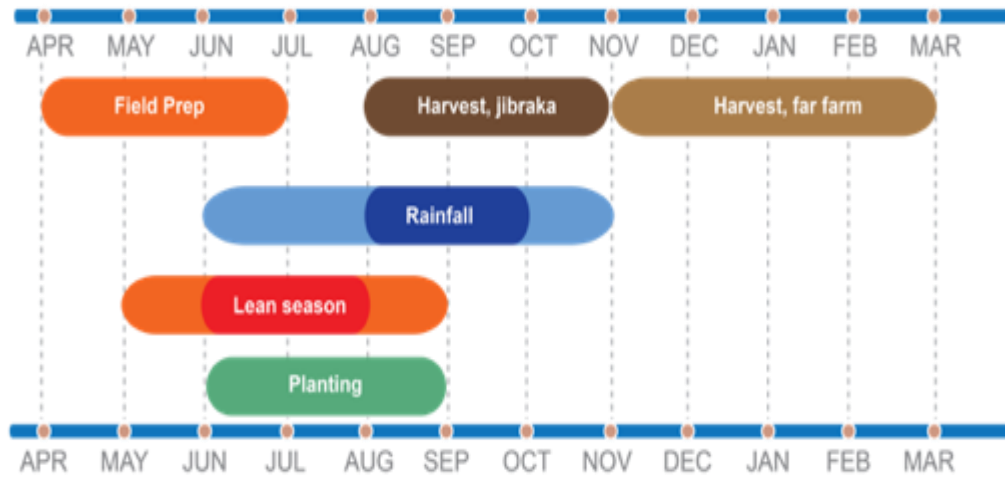 APR MAY JUN JUL AUG SEP OCT NOV DEC JAN FEB MAR
Field Prep Harvest, jibraka Harvest, far farm
Rainfall
Lean season
Planting
APR MAY JUN JUL AUG SEP OCT NOV DEC JAN FEB MAR